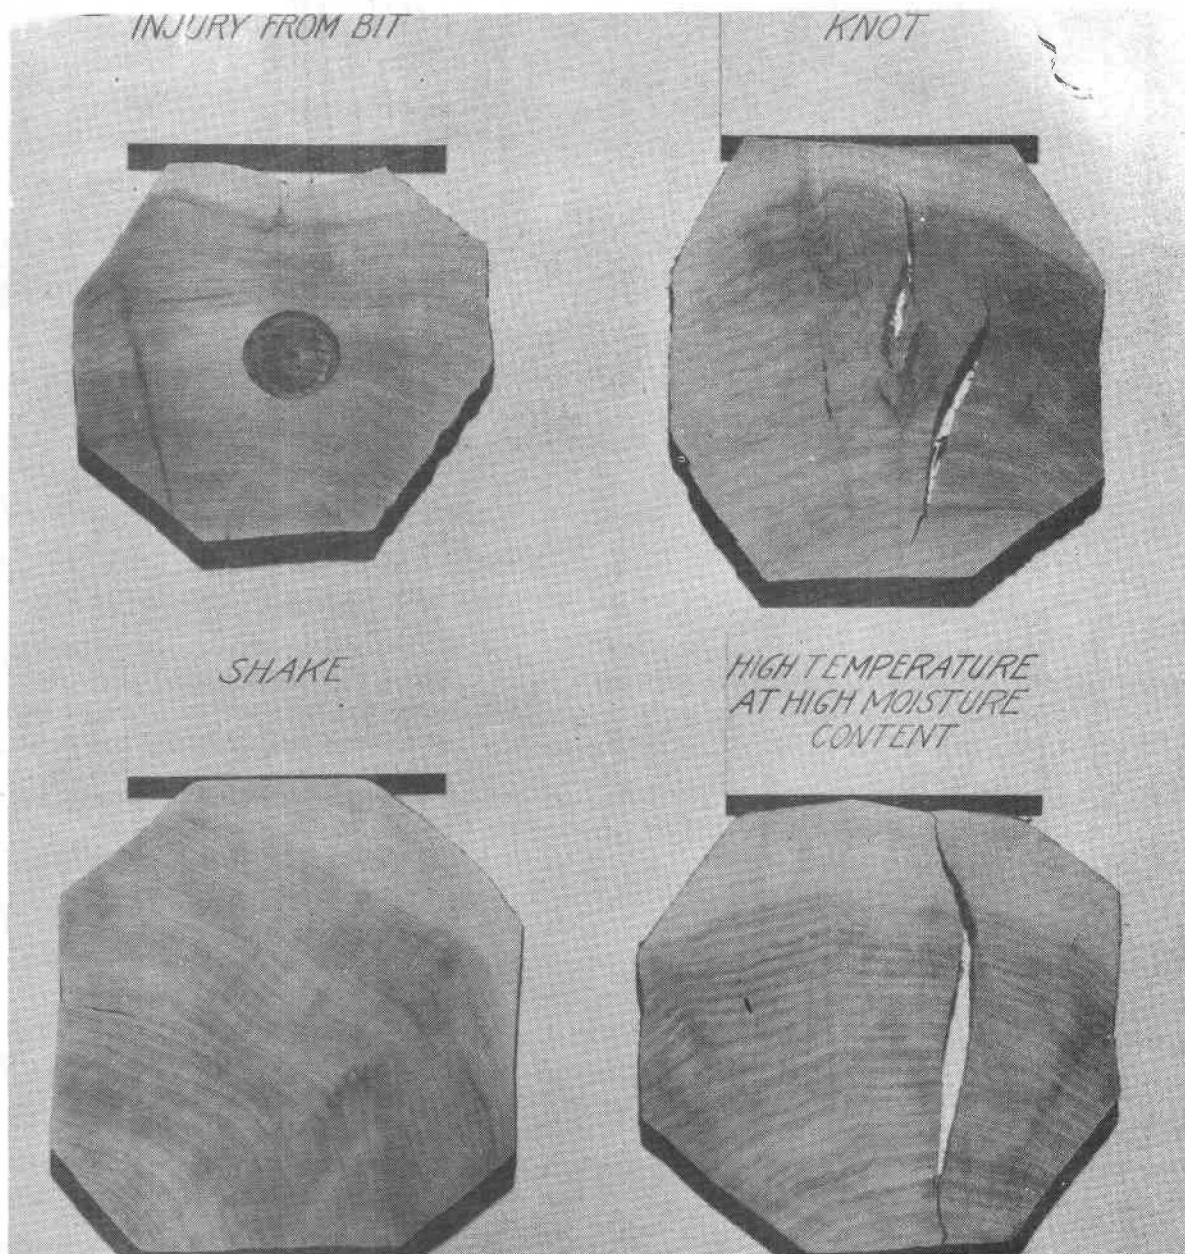 INJURY FROM BIT
KNOT
SHAKE
HIGH TEMPERATURE
AT HIGH MOISTURE
CONTENT